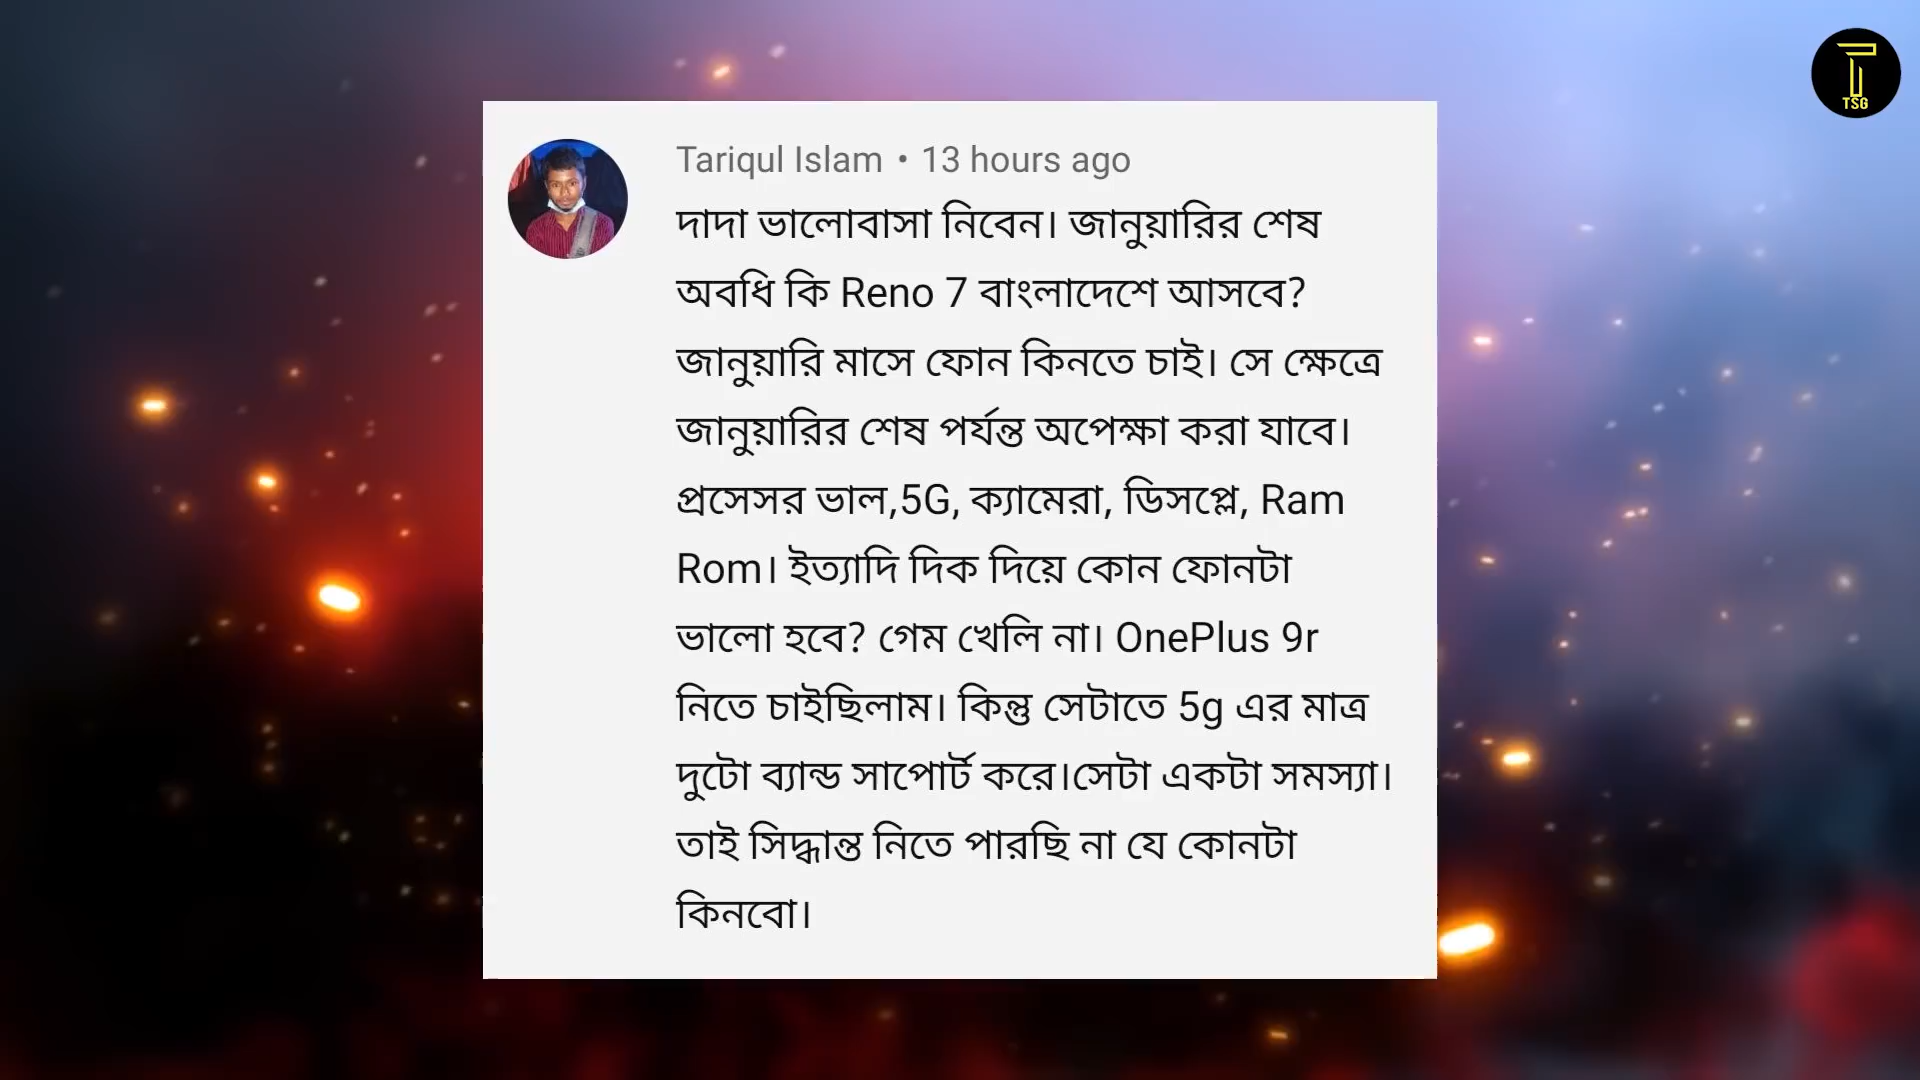 TSG
Tariqul Islam • 13 hours ago
দাদা ভালোবাসা নিবেন। জানুয়ারির শেষ
অবধি কি Reno 7 বাংলাদেশে আসবে?
জানুয়ারি মাসে ফোন কিনতে চাই। সে ক্ষেত্রে
জানুয়ারির শেষ পর্যন্ত অপেক্ষা করা যাবে।
প্রসেসর ভাল,5G, ক্যামেরা, ডিসপ্লে, Ram
Rom। ইত্যাদি দিক দিয়ে কোন ফোনটা
ভালো হবে? গেম খেলি না। OnePlus 9r
নিতে চাইছিলাম। কিন্তু সেটাতে 5g এর মাত্র
দুটো ব্যান্ড সাপোর্ট করে।সেটা একটা সমস্যা।
তাই সিদ্ধান্ত নিতে পারছি না যে কোনটা
কিনবো।